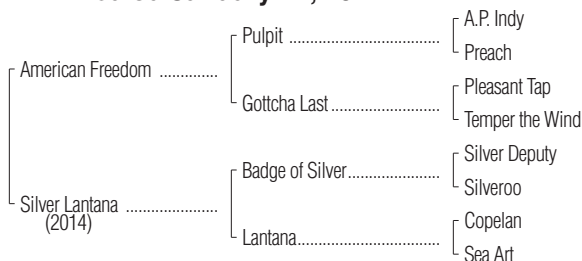 A.P. Indy
Pulpit
Preach
American Freedom
Pleasant Tap
Gottcha Last
Temper the Wind
Silver Deputy
Badge of Silver
Silveroo
Silver Lantana
(2014)
Copelan
Lantana
Sea Art